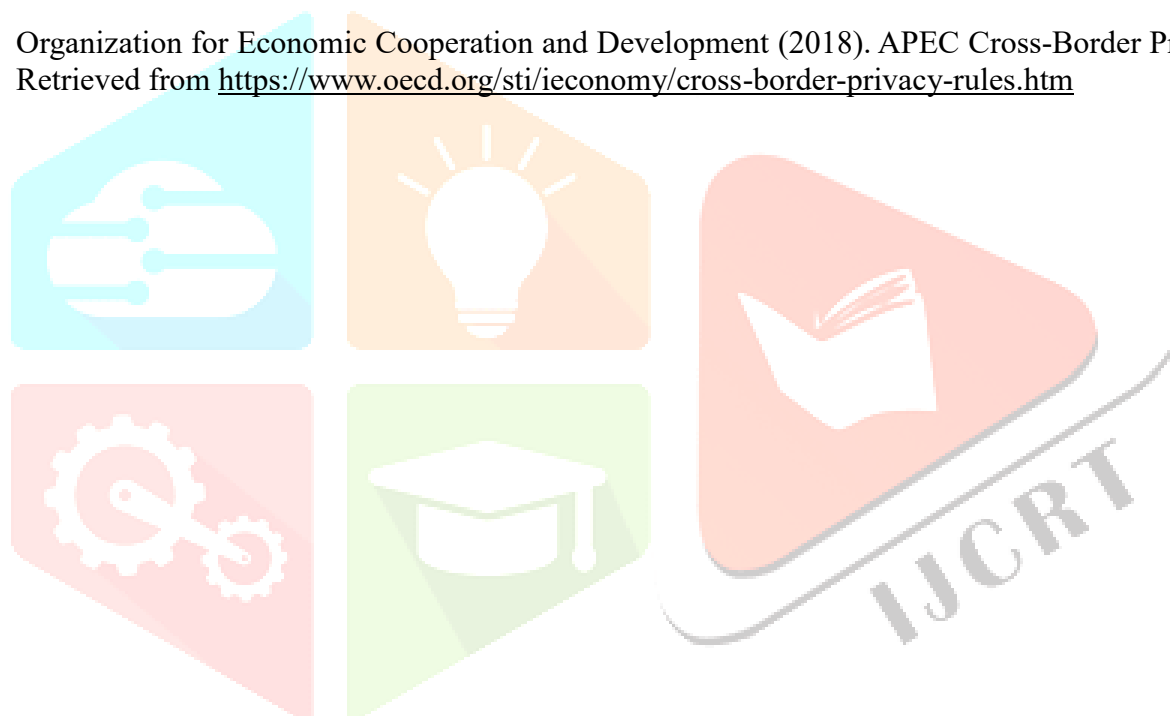 Organization for Economic Cooperation and Development (2018). APEC Cross-Border
Retrieved from https://www.oecd.org/sti/ieconomy/cross-border-privacy-rules.htm
IJCRT